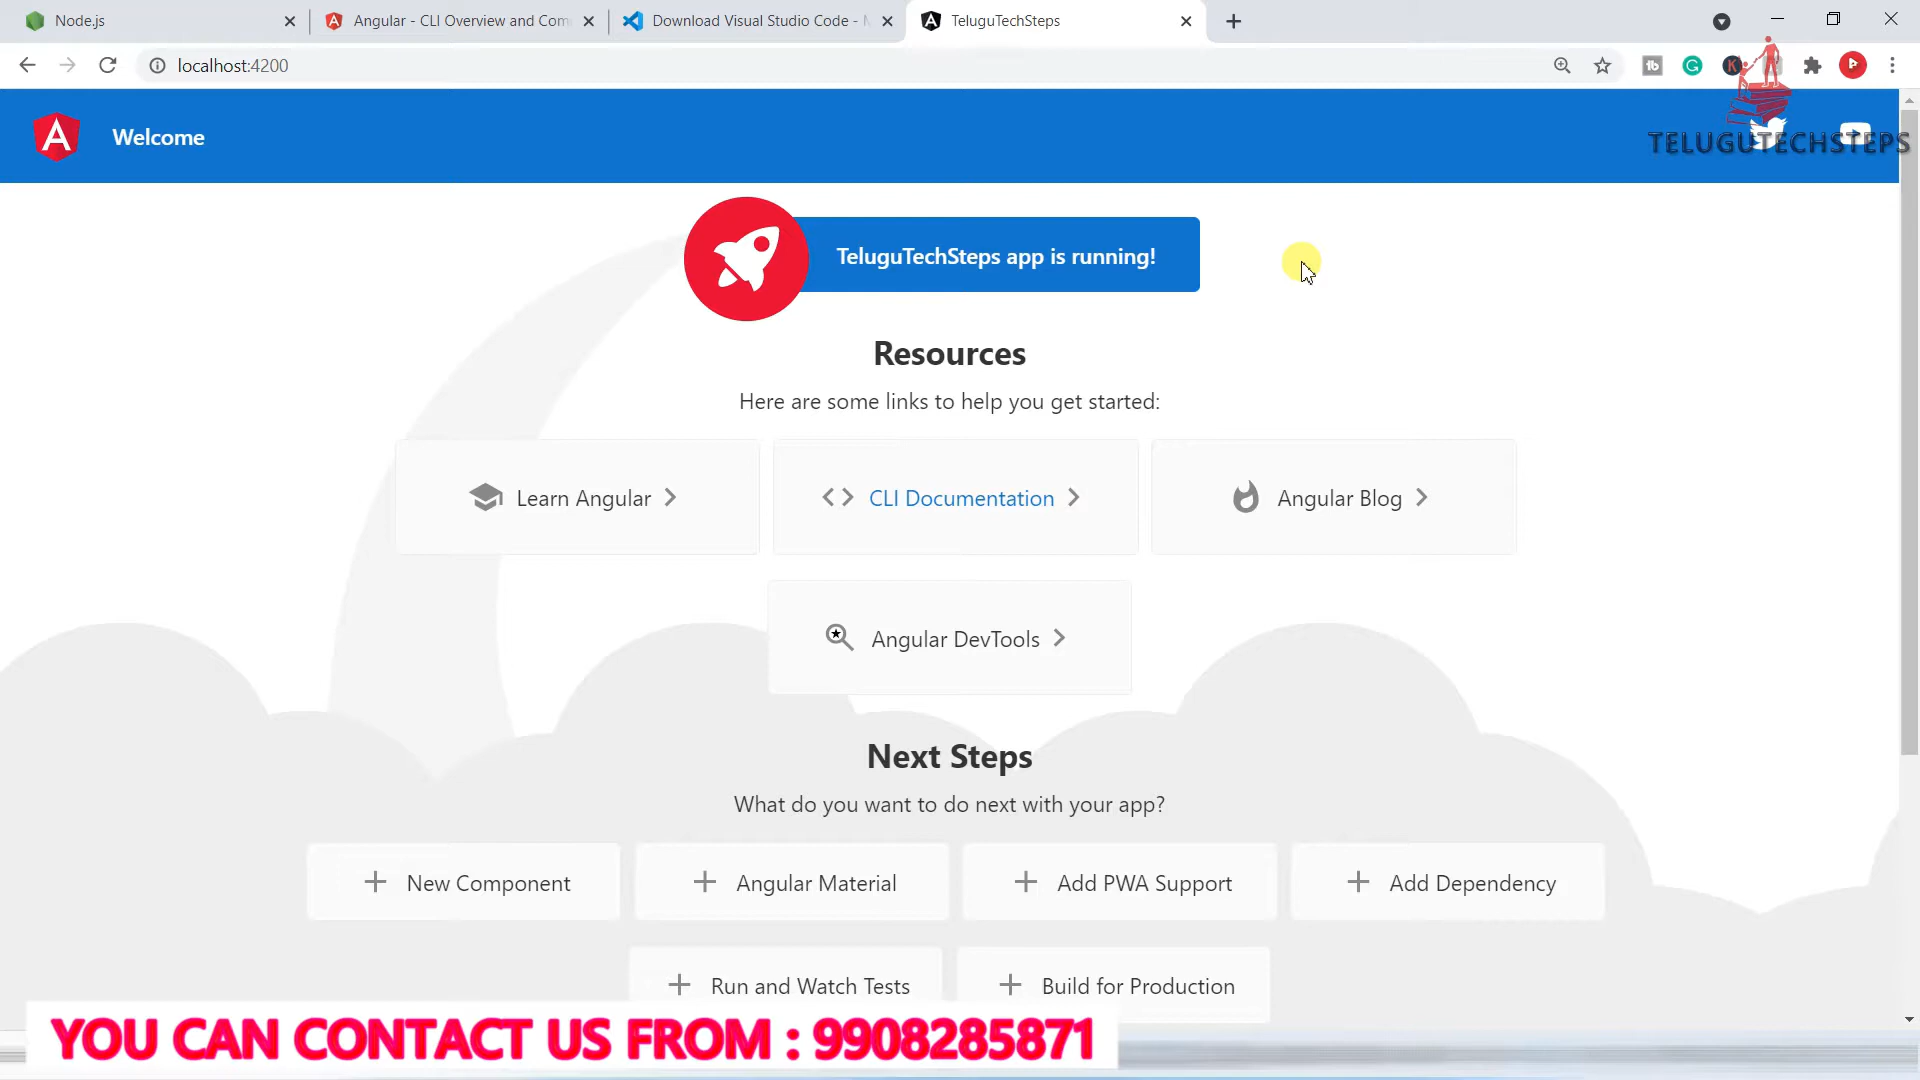 Node.js
Angular - CLI Overview and Com
Download Visual Studio Code - M
TeluguTechSteps
localhost:4200
Welcome
TELUGUTECHSTEPS
TeluguTechSteps app is running!
Resources
Here are some links to help you get started:
Learn Angular
CLI Documentation
Angular Blog
Angular DevTools
Next Steps
What do you want to do next with your app?
New Component
Angular Material
Add PWA Support
Add Dependency
Run and Watch Tests
Build for Production
YOU CAN CONTACT US FROM : 9908285871